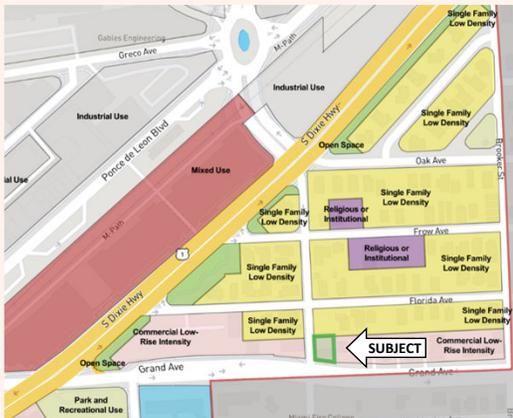 Single Family
Low Density
Gables Engineering
Greco Ave
M-Path
Industrial Use
Industrial Use
Single Family
Low Density
S Dixie Hwy
Ponce de Leon Blvd
Open Space
Brooker St
Oak Ave
ial Use
Mixed Use
Single Family
Low Density
Single Family
Low Density
Religious or
Institutional
M-Path
Frow Ave
Religious or
Institutional
1
Single Family
Low Density
Single Family
Low Density
S Dixie Hwy
Florida Ave
Single Family
Low Density
Single Family
Low Density
Commercial Low-
Rise Intensity
SUBJECT
Commercial Low-
Rise Intensity
Open Space
Grand Ave
Grand Ave
Park and
Recreational Use